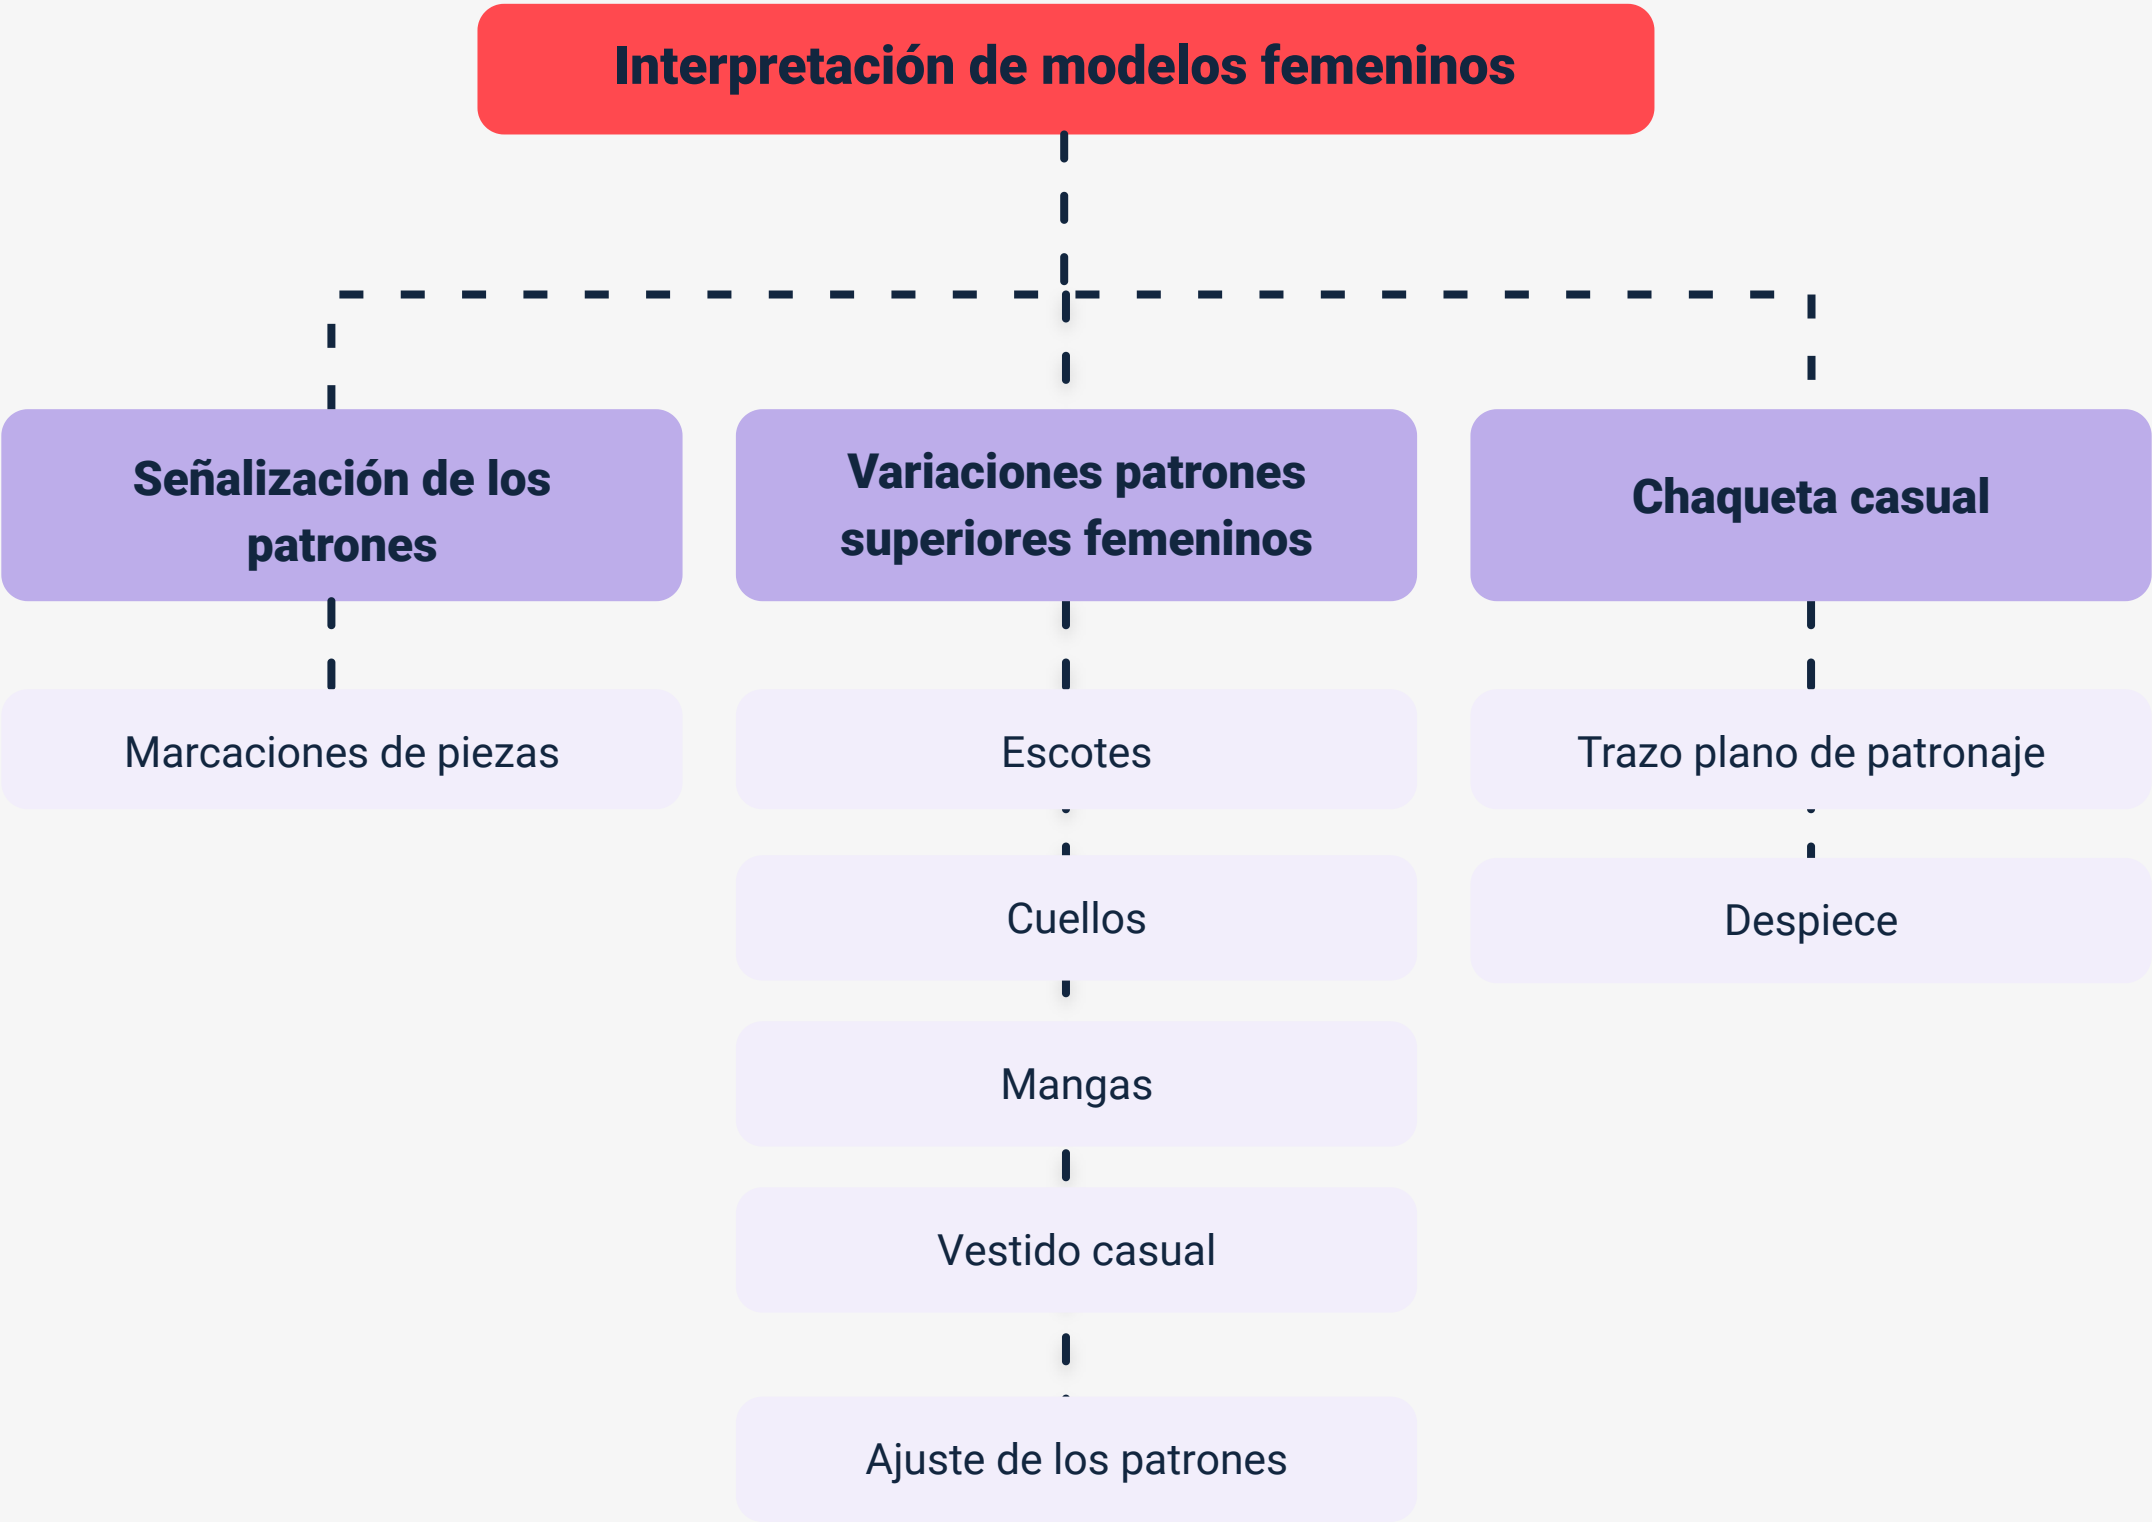 Interpretación de modelos femeninos
Señalización de los
patrones
Marcaciones de piezas
Variaciones patrones
superiores femeninos
Escotes
Cuellos
Mangas
Vestido casual
Ajuste de los patrones
Chaqueta casual
Trazo plano de patronaje
Despiece